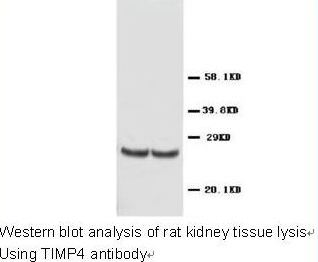 58.1KD
39.8KD
29KD
20.1KD
Western blot analysis of rat kidney tissue lysis↵
Using TIMP4 antibody↵